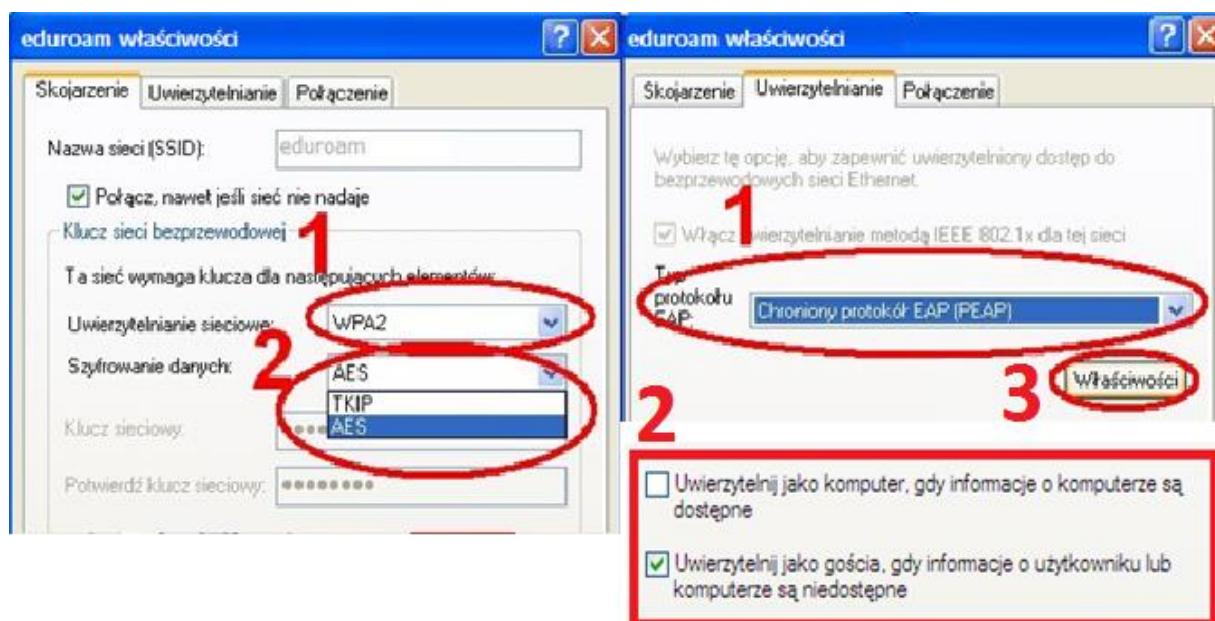 eduroam właściwości
Skojarzenie Uwierzytelnianie Połączenie
Nazwa sieci (SSID): eduroam
Połącz, nawet jeśli sieć nie nadaje
Klucz sieci bezprzewodowej
1
Ta sieć wymaga klucza dla następujących elementów:
Uwierzytelnianie sieciowe: WPA2
2
Szyfrowanie danych: AES
TKIP
AES
Klucz sieciowy:
Potwierdź klucz sieciowy:
eduroam właściwości
Skojarzenie Uwierzytelnianie Połączenie
Wybierz tę opcję, aby zapewnić uwierzytelniony dostęp do
bezprzewodowych sieci Ethernet.
1
Włącz uwierzytelnianie metodą IEEE 802.1x dla tej sieci
Typ
protokołu
EAP:
Chroniony protokół EAP (PEAP)
3
Właściwości
2
Uwierzytelnij jako komputer, gdy informacje o komputerze są
dostępne
Uwierzytelnij jako gościa, gdy informacje o użytkowniku lub
komputerze są niedostępne